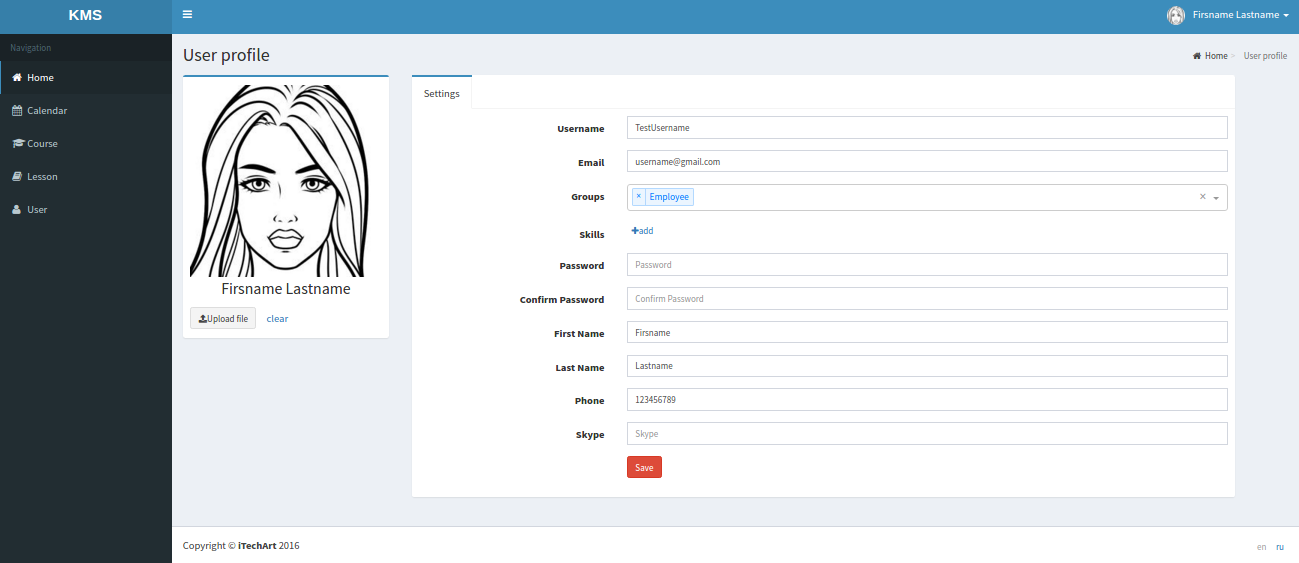 KMS
Firsname Lastname
Navigation
Home
Calendar
Course
Lesson
User
User profile
Home > User profile
Firsname Lastname
Upload file clear
Settings
Username TestUsername
Email username@gmail.com
Groups × Employee ×
Skills +add
Password Password
Confirm Password Confirm Password
First Name Firsname
Last Name Lastname
Phone 123456789
Skype Skype
Save
Copyright © iTechArt 2016
en ru